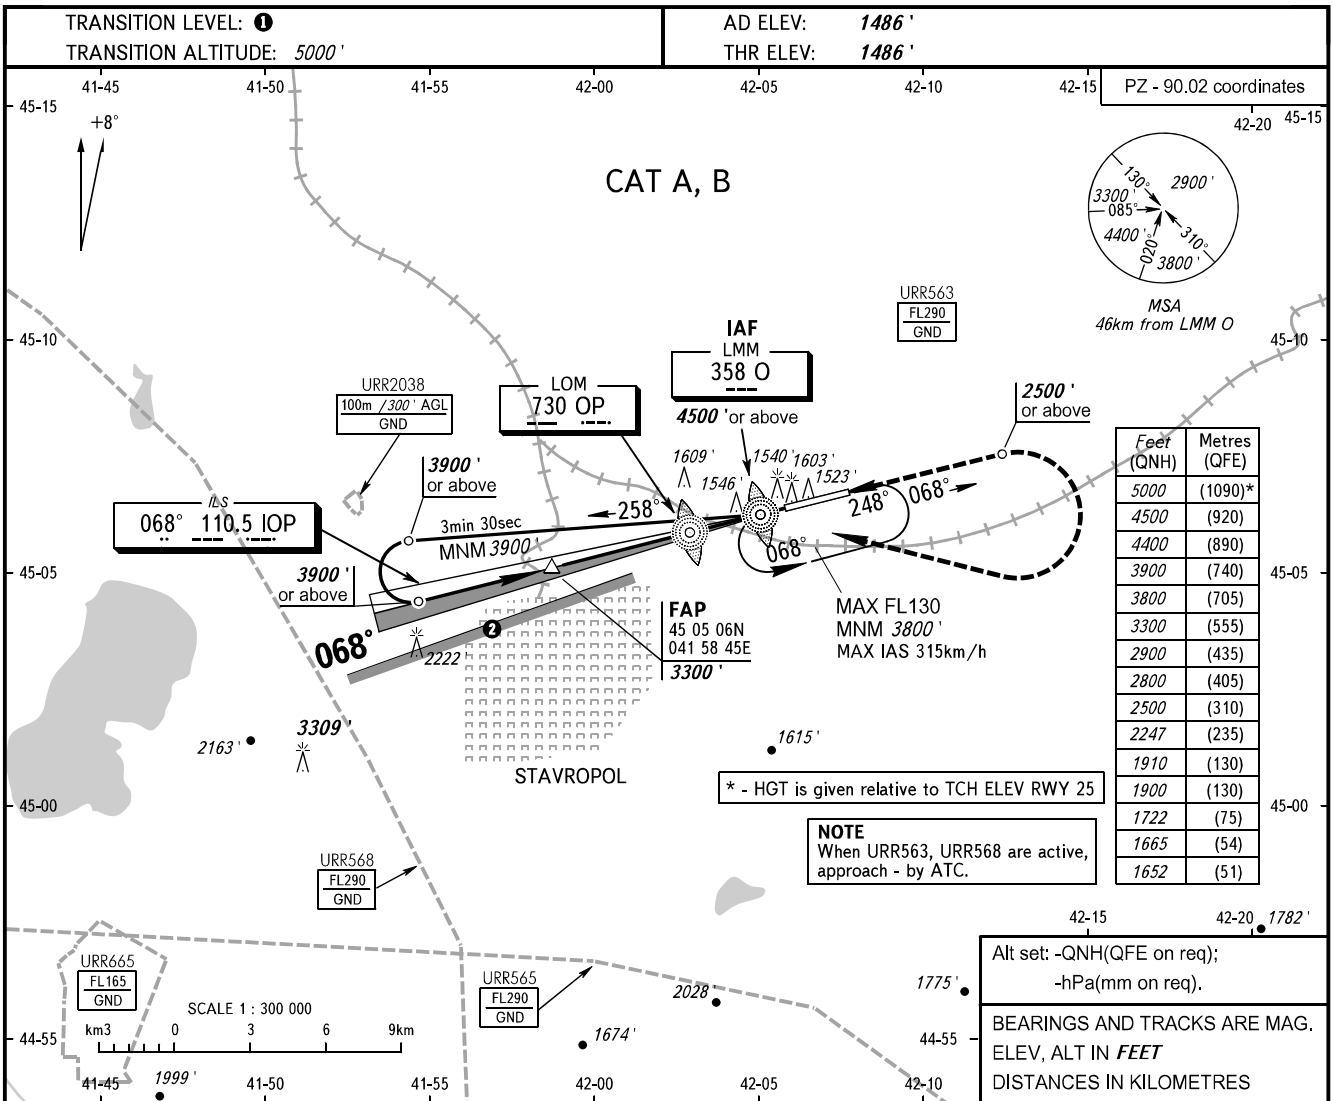 TRANSITION LEVEL: ❶
TRANSITION ALTITUDE: 5000'
AD ELEV: 1486'
THR ELEV: 1486'
41-45 41-50 41-55 42-00 42-05 42-10 42-15
PZ - 90.02 coordinates
45-15
42-20 45-15
+8°
CAT A, B
130°
2900'
3300'
085°
4400'
310°
020°
3800'
MSA
46km from LMM O
URR563
FL290
GND
45-10
45-10
IAF
LMM
358 O
4500' or above
LOM
730 OP
URR2038
100m / 300' AGL
GND
2500'
or above
3900'
or above
1609'
1540'
1603'
1546'
1523'
ILS
068° 110.5 IOP
258°
3min 30sec
MNM 3900'
248°
068°
068°
3900'
or above
45-05
45-05
068°
❷
2222'
FAP
45 05 06N
041 58 45E
3300'
MAX FL130
MNM 3800'
MAX IAS 315km/h
Feet Metres
(QNH) (QFE)
5000 (1090)*
4500 (920)
4400 (890)
3900 (740)
3800 (705)
3300 (555)
2900 (435)
2800 (405)
2500 (310)
2247 (235)
1910 (130)
1900 (130)
1722 (75)
1665 (54)
1652 (51)
2163'
3309'
1615'
STAVROPOL
* - HGT is given relative to TCH ELEV RWY 25
45-00
45-00
NOTE
When URR563, URR568 are active,
approach - by ATC.
URR568
FL290
GND
42-15 42-20 1782'
URR665
FL165
GND
URR565
FL290
GND
2028'
1775'
1674'
SCALE 1 : 300 000
km3 0 3 6 9km
44-55
44-55
1999'
41-45 41-50 41-55 42-00 42-05 42-10
Alt set: -QNH(QFE on req);
-hPa(mm on req).
BEARINGS AND TRACKS ARE MAG.
ELEV, ALT IN FEET
DISTANCES IN KILOMETRES